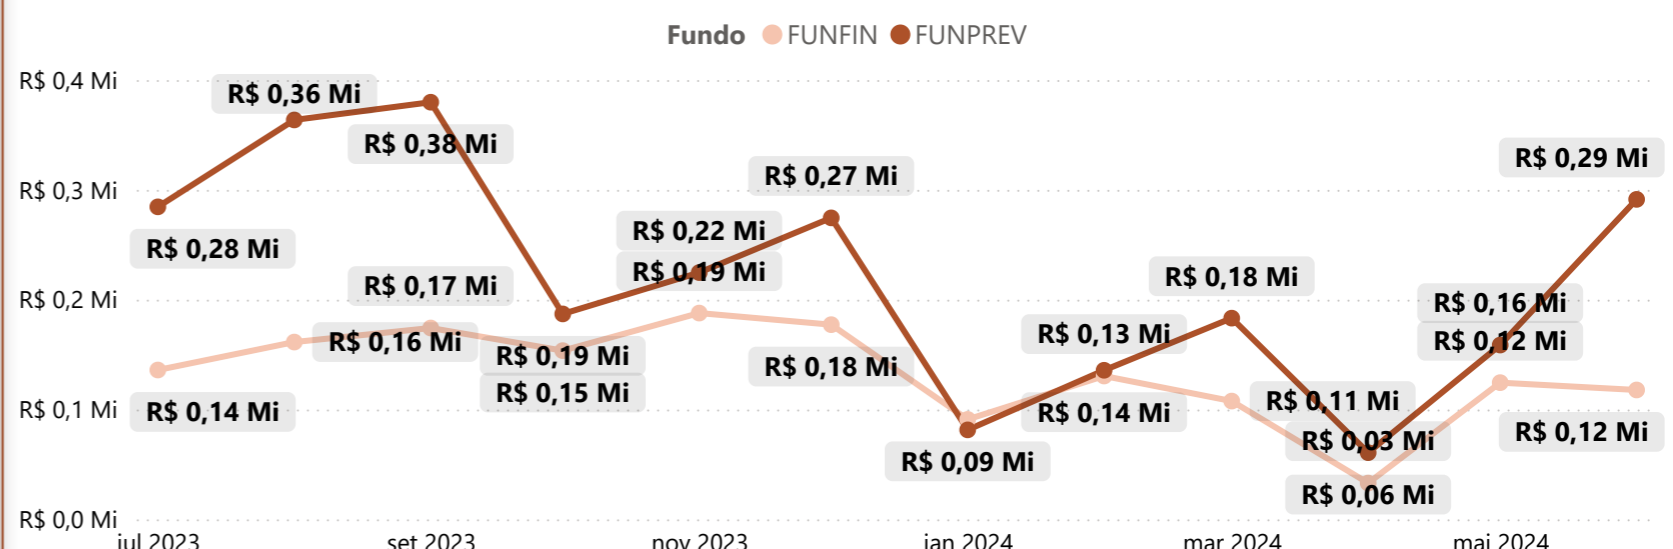 Fundo FUNFIN FUNPREV
R$ 0,4 Mi
R$ 0,3 Mi
R$ 0,2 Mi
R$ 0,1 Mi
R$ 0,0 Mi
R$ 0,36 Mi
R$ 0,38 Mi
R$ 0,28 Mi
R$ 0,17 Mi
R$ 0,16 Mi
R$ 0,14 Mi
R$ 0,19 Mi
R$ 0,15 Mi
R$ 0,22 Mi
R$ 0,19 Mi
R$ 0,27 Mi
R$ 0,18 Mi
R$ 0,09 Mi
R$ 0,13 Mi
R$ 0,14 Mi
R$ 0,18 Mi
R$ 0,11 Mi
R$ 0,03 Mi
R$ 0,06 Mi
R$ 0,16 Mi
R$ 0,12 Mi
R$ 0,29 Mi
R$ 0,12 Mi
jul 2023 set 2023 nov 2023 jan 2024 mar 2024 mai 2024